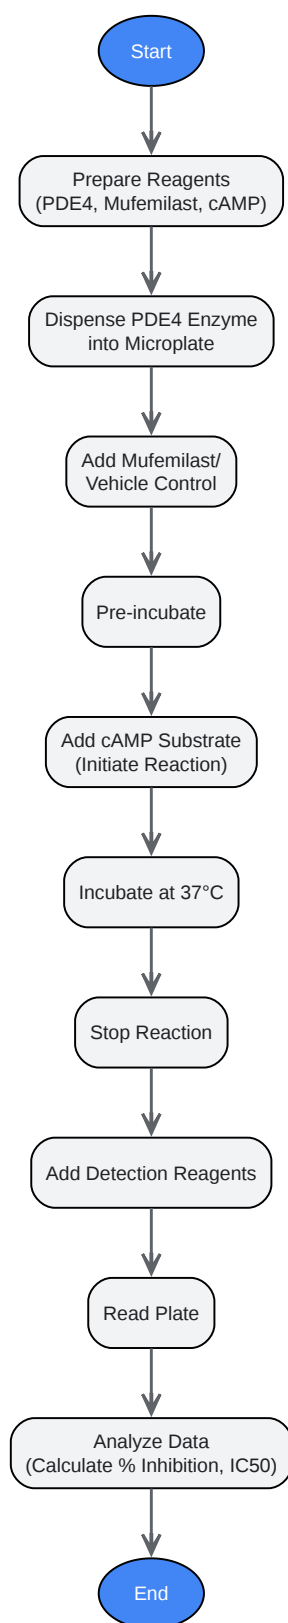 Start
Prepare Reagents
(PDE4, Mufemilast, cAMP)
Dispense PDE4 Enzyme
into Microplate
Add Mufemilast/
Vehicle Control
Pre-incubate
Add cAMP Substrate
(Initiate Reaction)
Incubate at 37°C
Stop Reaction
Add Detection Reagents
Read Plate
Analyze Data
(Calculate % Inhibition, IC50)
End